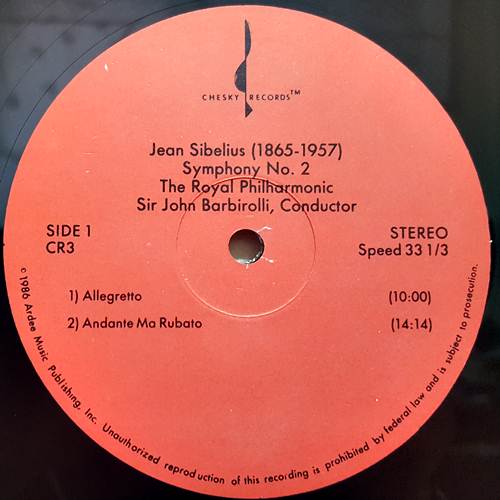 CHESKY RECORDS™
Jean Sibelius (1865-1957)
Symphony No. 2
The Royal Philharmonic
Sir John Barbirolli, Conductor
SIDE 1
CR3
STEREO
Speed 33 1/3
1) Allegretto (10:00)
2) Andante Ma Rubato (14:14)
© 1986 Ardee Music Publishing, Inc. Unauthorized reproduction of this recording is prohibited by federal law and is subject to prosecution.